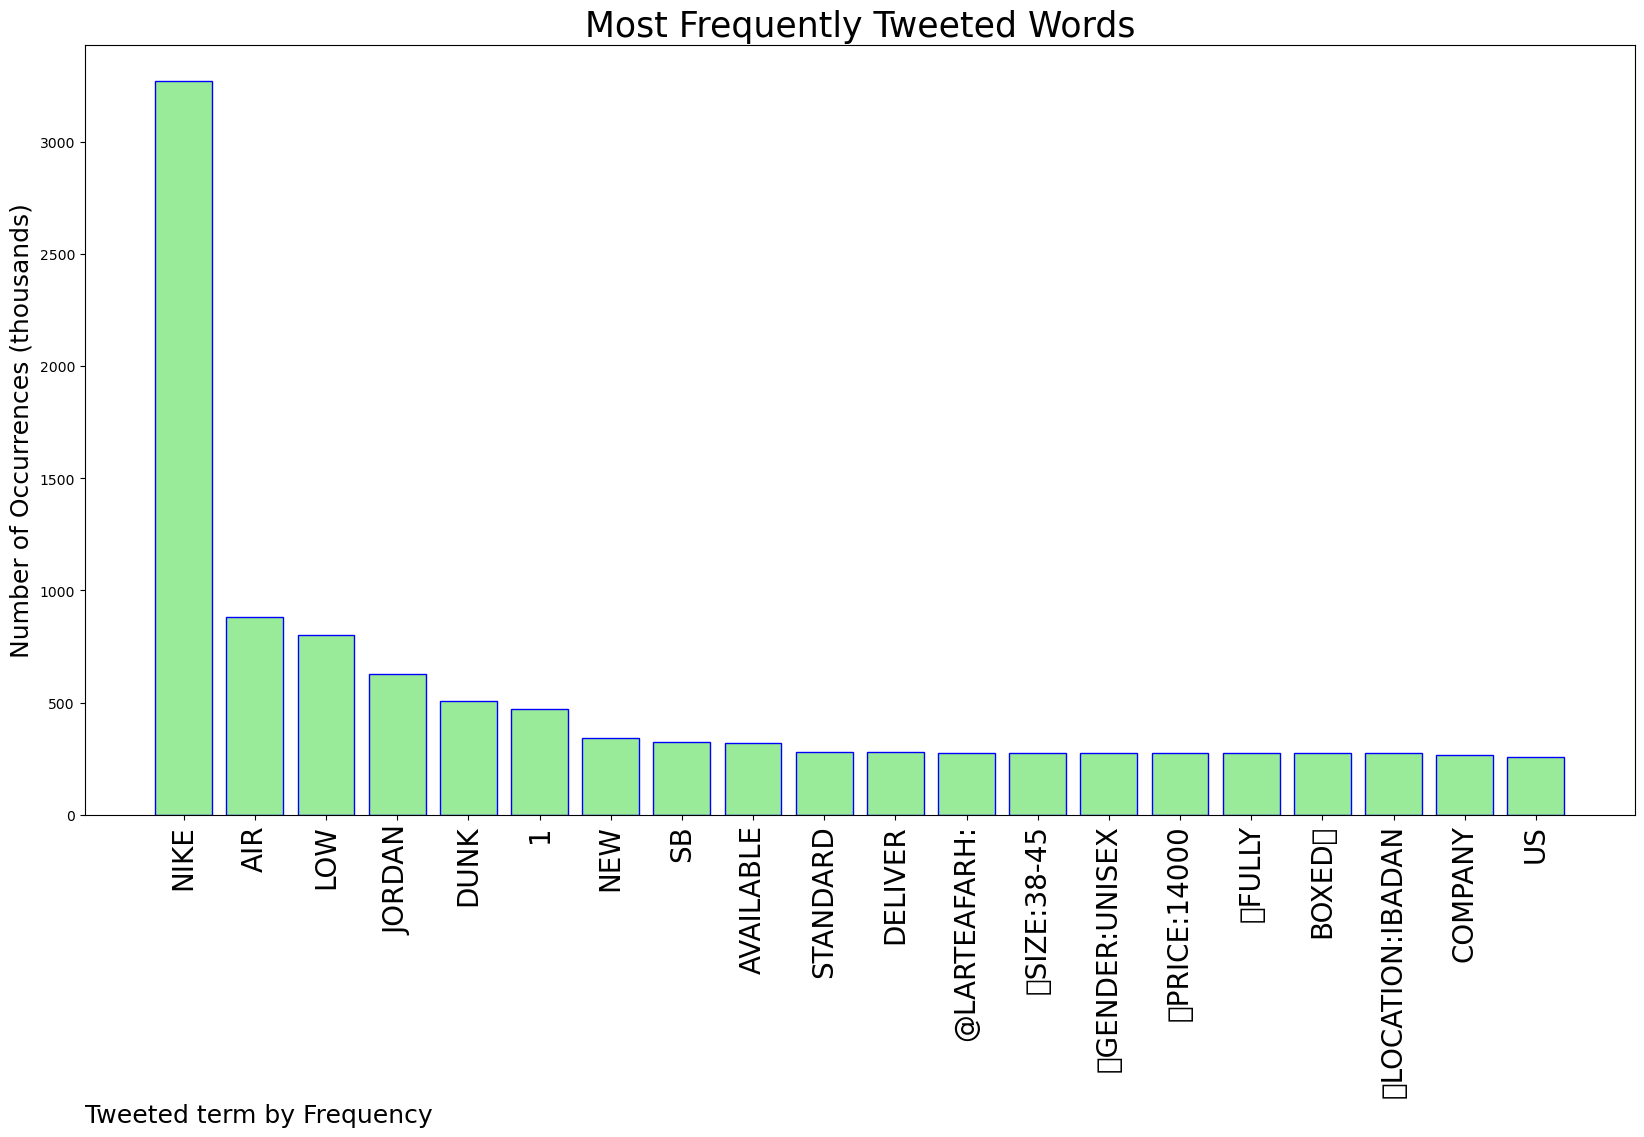 Most Frequently Tweeted Words
Number of Occurrences (thousands)
3000
2500
2000
1500
1000
500
0
NIKE
AIR
LOW
JORDAN
DUNK
1
NEW
SB
AVAILABLE
STANDARD
DELIVER
@LARTEAFARH:
▯SIZE:38-45
▯GENDER:UNISEX
▯PRICE:14000
▯FULLY
BOXED▯
▯LOCATION:IBADAN
COMPANY
US
Tweeted term by Frequency